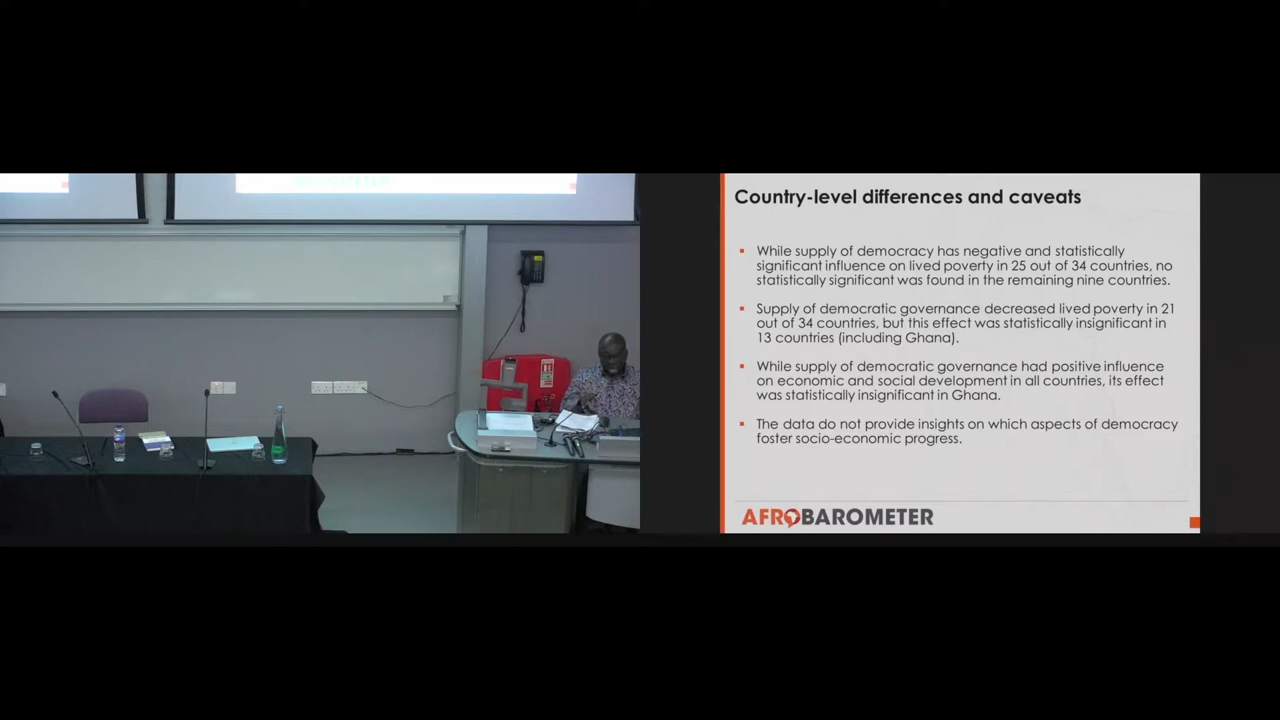 Country-level differences and caveats
While supply of democracy has negative and statistically
significant influence on lived poverty in 25 out of 34 countries, no
statistically significant was found in the remaining nine countries.
Supply of democratic governance decreased lived poverty in 21
out of 34 countries, but this effect was statistically insignificant in
13 countries (including Ghana).
While supply of democratic governance had positive influence
on economic and social development in all countries, its effect
was statistically insignificant in Ghana.
The data do not provide insights on which aspects of democracy
foster socio-economic progress.
AFROBAROMETER